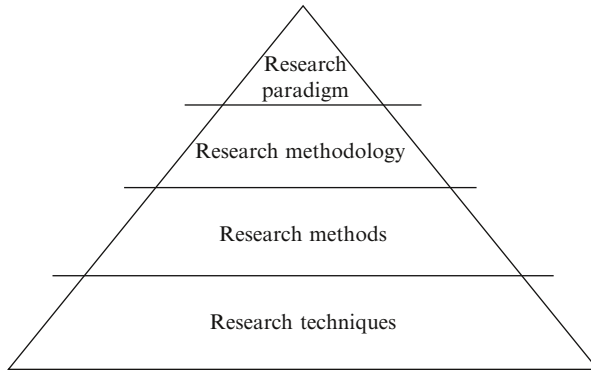 Research
paradigm
Research methodology
Research methods
Research techniques